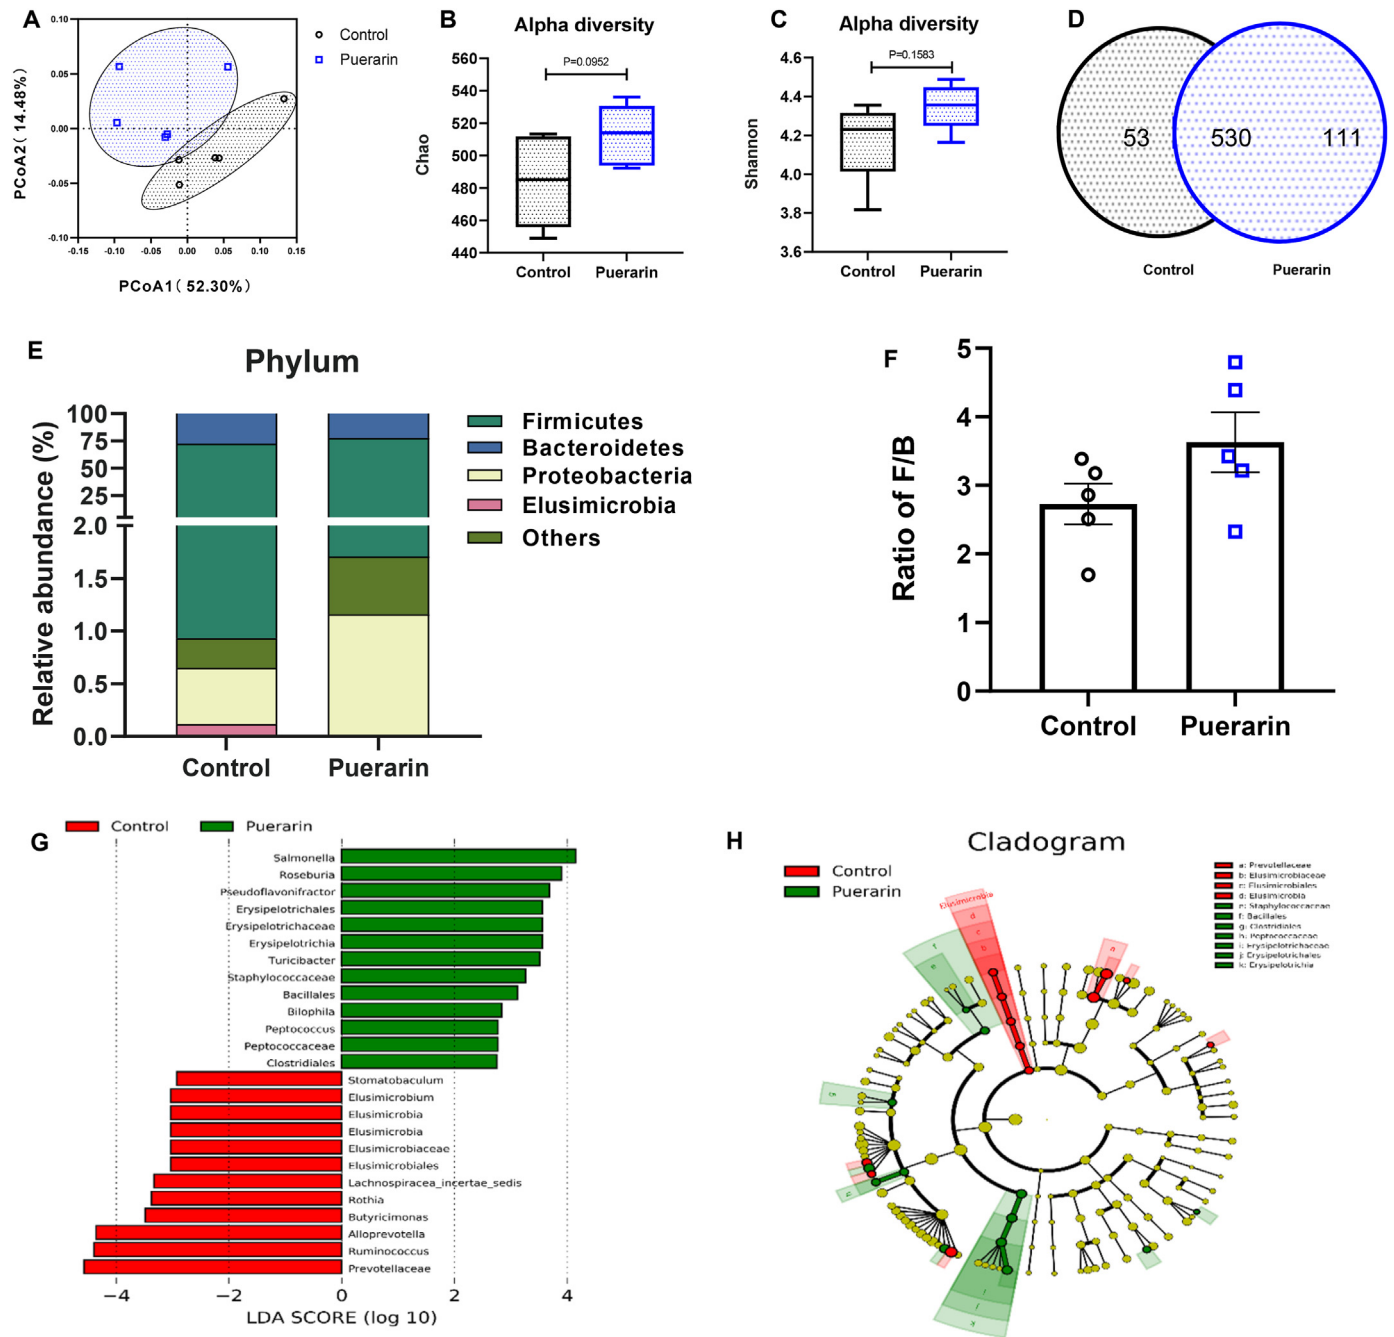 A
0.10
0.05
0.00
-0.05
-0.10
-0.15
-0.10
-0.05
0.00
0.05
0.10
0.15
PCoA2 ( 14.48%)
PCoA1 ( 52.30%)
Control
Puerarin
B
Alpha diversity
P=0.0952
560
540
520
500
480
460
440
Chao
Control
Puerarin
C
Alpha diversity
P=0.1583
4.6
4.4
4.2
4.0
3.8
3.6
Shannon
Control
Puerarin
D
53
530
111
Control
Puerarin
E
Phylum
100
75
50
25
2.0
1.5
1.0
0.5
0.0
Relative abundance (%)
Control
Puerarin
Firmicutes
Bacteroidetes
Proteobacteria
Elusimicrobia
Others
F
5
4
3
2
1
0
Ratio of F/B
Control
Puerarin
G
Control
Puerarin
Salmonella
Roseburia
Pseudoflavonifractor
Erysipelotrichales
Erysipelotrichaceae
Erysipelotrichia
Turicibacter
Staphylococcaceae
Bacillales
Bilophila
Peptococcus
Peptococcaceae
Clostridiales
Stomatobaculum
Elusimicrobium
Elusimicrobia
Elusimicrobia
Elusimicrobiaceae
Elusimicrobiales
Lachnospiracea_incertae_sedis
Rothia
Butyricimonas
Alloprevotella
Ruminococcus
Prevotellaceae
−4
−2
0
2
4
LDA SCORE (log 10)
H
Cladogram
Control
Puerarin
a: Prevotellaceae
b: Elusimicrobiaceae
c: Elusimicrobiales
d: Elusimicrobia
e: Staphylococcaceae
f: Bacillales
g: Clostridiales
h: Peptococcaceae
i: Erysipelotrichaceae
j: Erysipelotrichales
k: Erysipelotrichia
Elusimicrobia
d
c
b
f
e
a
g
h
i
j
k